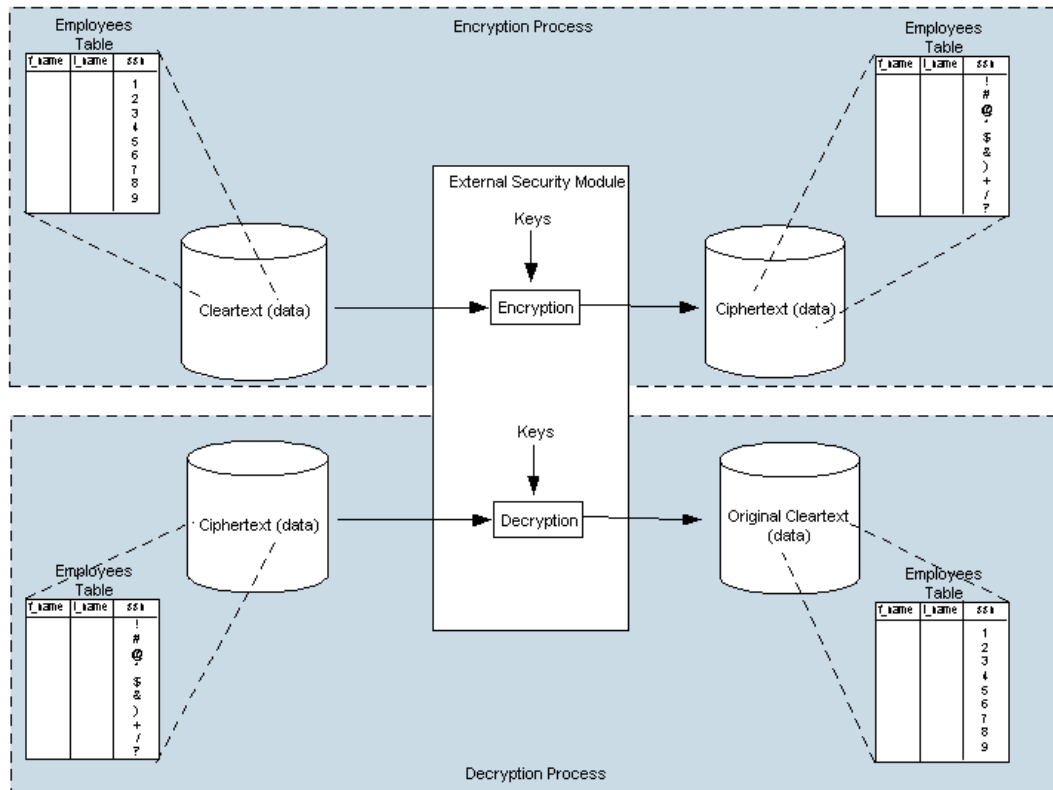 Encryption Process
Employees
Table
f_name l_name ssn
1
2
3
4
5
6
7
8
9
Cleartext (data)
External Security Module
Keys
Encryption
Employees
Table
f_name l_name ssn
!
#
@
$
&
)
+
/
?
Ciphertext (data)
Ciphertext (data)
Employees
Table
f_name l_name ssn
!
#
@
$
&
)
+
/
?
Keys
Decryption
Original Cleartext
(data)
Employees
Table
f_name l_name ssn
1
2
3
4
5
6
7
8
9
Decryption Process